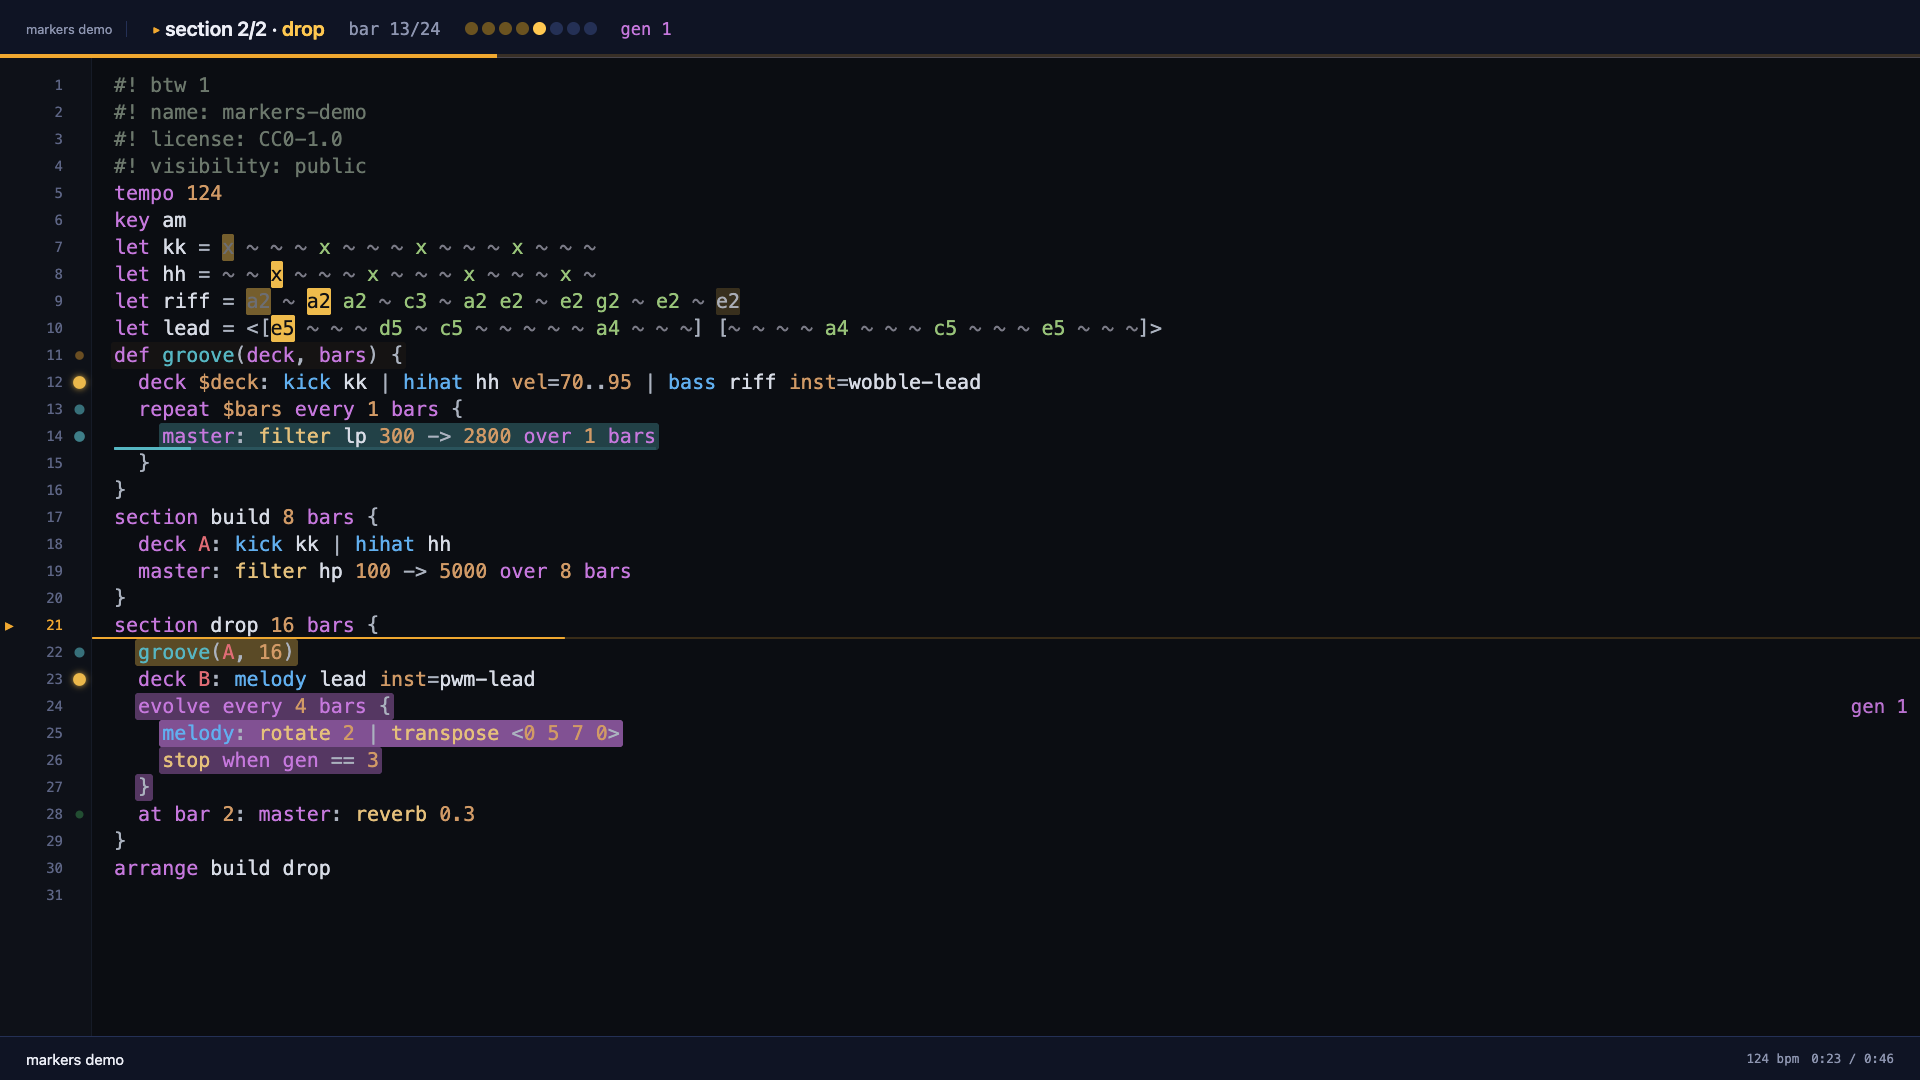 markers demo ▸ section 2/2 · drop bar 13/24 gen 1
1 #! btw 1
2 #! name: markers-demo
3 #! license: CC0-1.0
4 #! visibility: public
5 tempo 124
6 key am
7 let kk = x ~ ~ ~ x ~ ~ ~ x ~ ~ ~ x ~ ~ ~
8 let hh = ~ ~ x ~ ~ ~ x ~ ~ ~ x ~ ~ ~ x ~
9 let riff = a2 ~ a2 a2 ~ c3 ~ a2 e2 ~ e2 g2 ~ e2 ~ e2
10 let lead = <[e5 ~ ~ ~ d5 ~ c5 ~ ~ ~ ~ ~ a4 ~ ~ ~] [~ ~ ~ ~ a4 ~ ~ ~ c5 ~ ~ ~ e5 ~ ~ ~]>
11 def groove(deck, bars) {
12 deck $deck: kick kk | hihat hh vel=70..95 | bass riff inst=wobble-lead
13 repeat $bars every 1 bars {
14 master: filter lp 300 -> 2800 over 1 bars
15 }
16 }
17 section build 8 bars {
18 deck A: kick kk | hihat hh
19 master: filter hp 100 -> 5000 over 8 bars
20 }
▶ 21 section drop 16 bars {
22 groove(A, 16)
23 deck B: melody lead inst=pwm-lead
24 evolve every 4 bars { gen 1
25 melody: rotate 2 | transpose <0 5 7 0>
26 stop when gen == 3
27 }
28 at bar 2: master: reverb 0.3
29 }
30 arrange build drop
31
markers demo 124 bpm 0:23 / 0:46